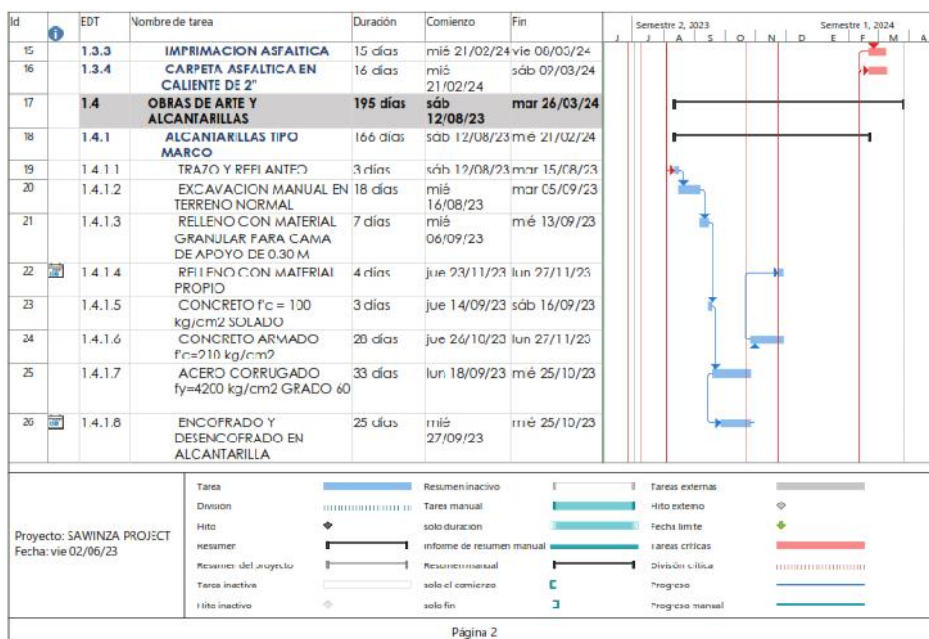 Id EDT Nombre de tarea Duración Comienzo Fin
Semestre 2, 2023 Semestre 1, 2024
J J A S O N D E F M A
15 1.3.3 IMPRIMACION ASFALTICA 15 días mié 21/02/24 vie 08/03/24
16 1.3.4 CARPETA ASFALTICA EN 16 días mié sáb 09/03/24
CALIENTE DE 2" 21/02/24
17 1.4 OBRAS DE ARTE Y 195 días sáb mar 26/03/24
ALCANTARILLAS 12/08/23
18 1.4.1 ALCANTARILLAS TIPO 166 días sáb 12/08/23 mié 21/02/24
MARCO
19 1.4.1.1 TRAZO Y REPLANTEO 3 días sáb 12/08/23 mar 15/08/23
20 1.4.1.2 EXCAVACION MANUAL EN 18 días mié mar 05/09/23
TERRENO NORMAL 16/08/23
21 1.4.1.3 RELLENO CON MATERIAL 7 días mié mié 13/09/23
GRANULAR PARA CAMA 06/09/23
DE APOYO DE 0.30 M
22 1.4.1.4 RELLENO CON MATERIAL 4 días jue 23/11/23 lun 27/11/23
PROPIO
23 1.4.1.5 CONCRETO f'c = 100 3 días jue 14/09/23 sáb 16/09/23
kg/cm2 SOLADO
24 1.4.1.6 CONCRETO ARMADO 28 días jue 26/10/23 lun 27/11/23
f'c=210 kg/cm2
25 1.4.1.7 ACERO CORRUGADO 33 días lun 18/09/23 mié 25/10/23
fy=4200 kg/cm2 GRADO 60
26 1.4.1.8 ENCOFRADO Y 25 días mié mié 25/10/23
DESENCOFRADO EN 27/09/23
ALCANTARILLA
Proyecto: SAWINZA PROJECT
Fecha: vie 02/06/23
Tarea Resumen inactivo Tareas externas
División Tarea manual Hito externo
Hito solo duración Fecha límite
Resumen Informe de resumen manual Tareas críticas
Resumen del proyecto Resumen manual División crítica
Tarea inactiva solo el comienzo Progreso
Hito inactivo solo fin Progreso manual
Página 2